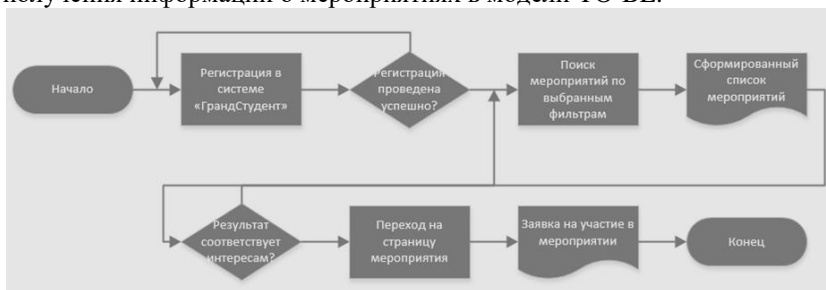 получения информации о мероприятиях в модели TO-BE.
Начало
Регистрация в
системе
«ГрандСтудент»
Регистрация
проведена
успешно?
Поиск
мероприятий по
выбранным
фильтрам
Сформированный
список
мероприятий
Результат
соответствует
интересам?
Переход на
страницу
мероприятия
Заявка на участие в
мероприятии
Конец